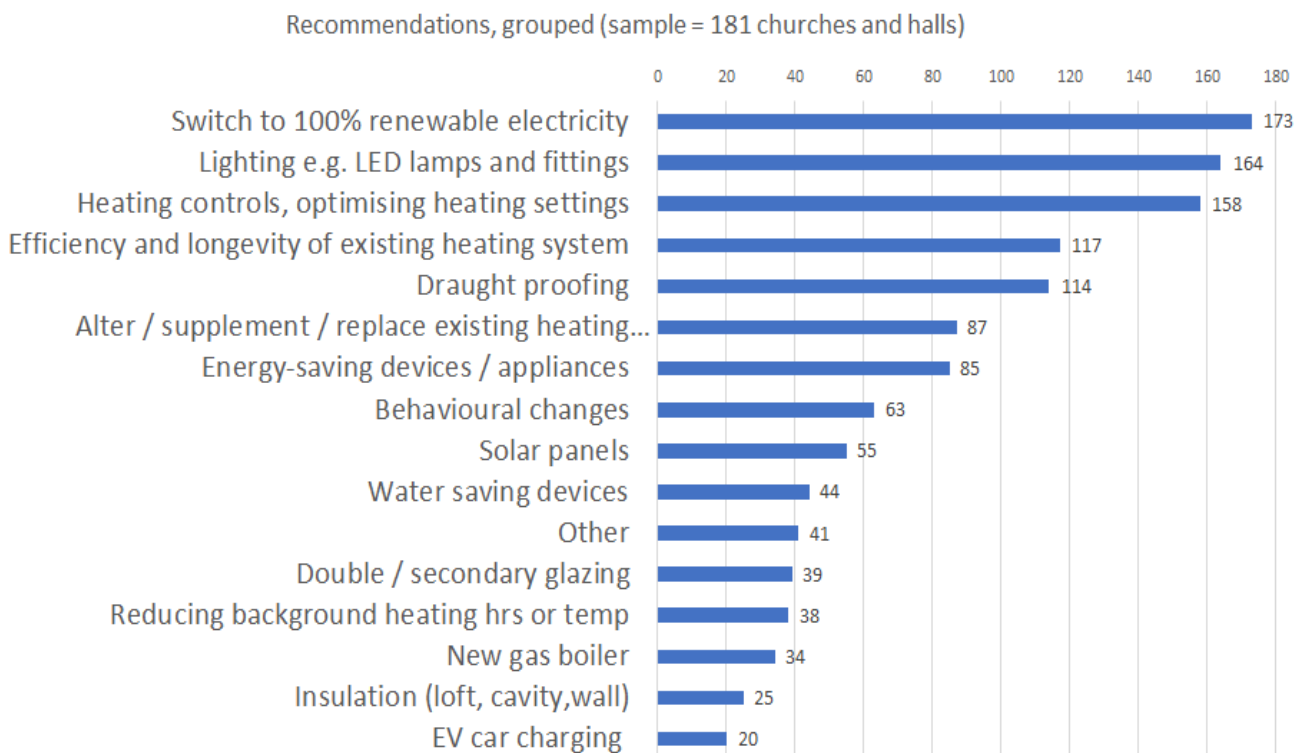 Recommendations, grouped (sample = 181 churches and halls)
0 20 40 60 80 100 120 140 160 180
Switch to 100% renewable electricity 173
Lighting e.g. LED lamps and fittings 164
Heating controls, optimising heating settings 158
Efficiency and longevity of existing heating system 117
Draught proofing 114
Alter / supplement / replace existing heating... 87
Energy-saving devices / appliances 85
Behavioural changes 63
Solar panels 55
Water saving devices 44
Other 41
Double / secondary glazing 39
Reducing background heating hrs or temp 38
New gas boiler 34
Insulation (loft, cavity,wall) 25
EV car charging 20